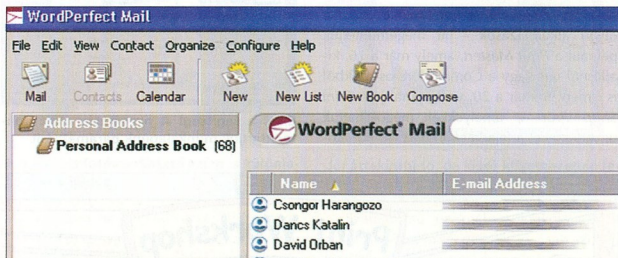 WordPerfect Mail
File Edit View Contact Organize Configure Help
Mail Contacts Calendar New New List New Book Compose
Address Books
Personal Address Book (68)
WordPerfect® Mail
Name E-mail Address
Csongor Harangozo
Dancs Katalin
David Orban